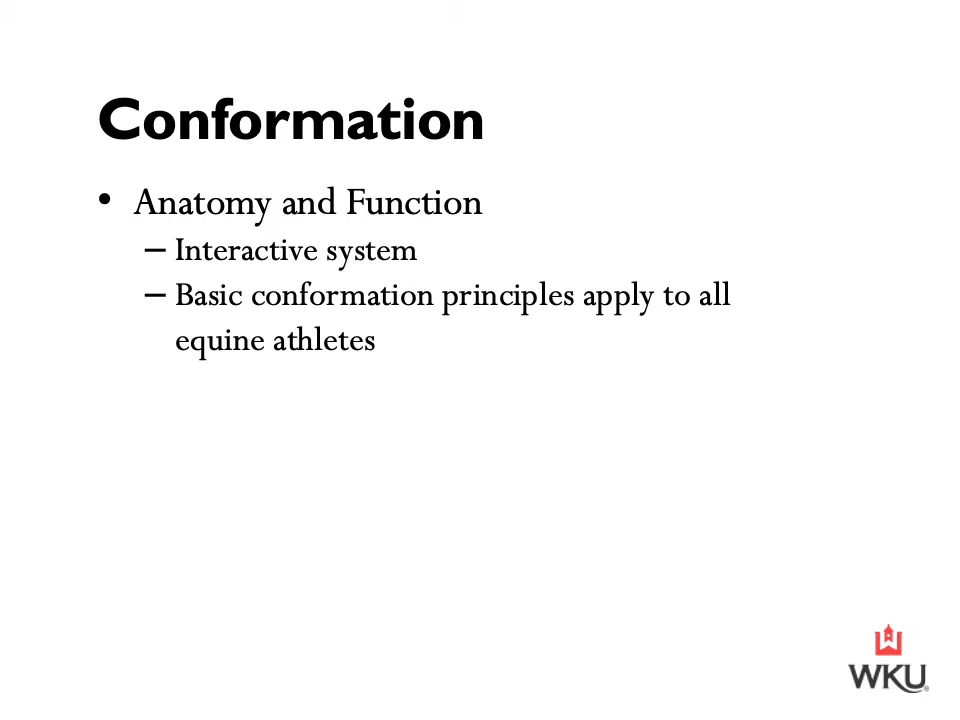 Conformation
• Anatomy and Function
– Interactive system
– Basic conformation principles apply to all
equine athletes
WKU®